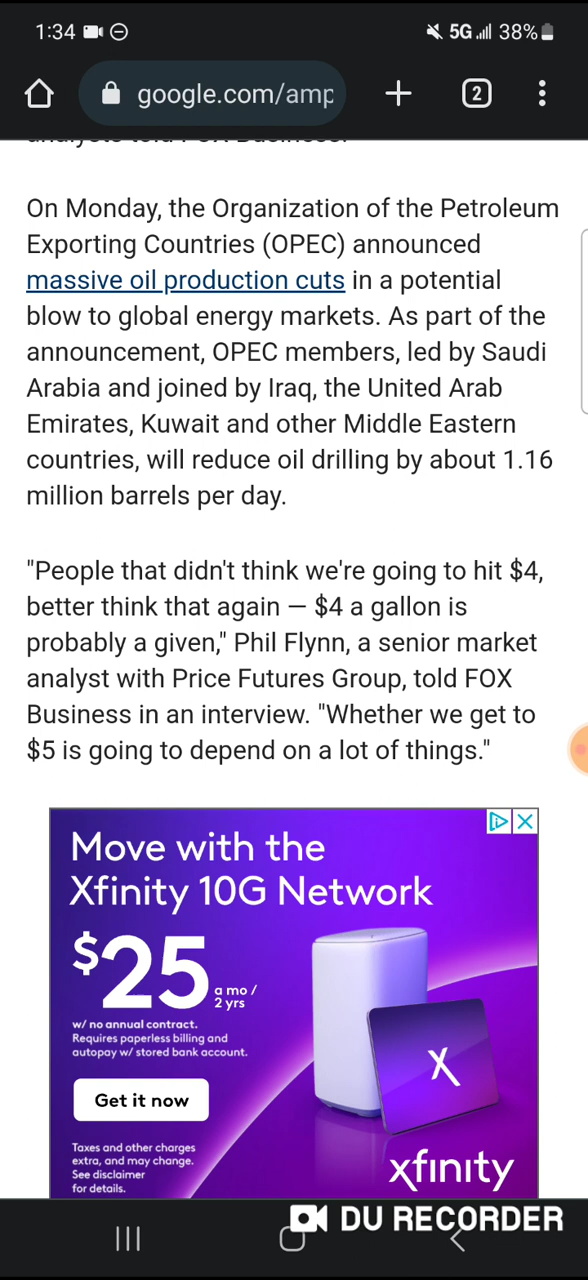 1:34 5G 38%
google.com/amp 2
analysts told FOX Business.
On Monday, the Organization of the Petroleum
Exporting Countries (OPEC) announced
massive oil production cuts in a potential
blow to global energy markets. As part of the
announcement, OPEC members, led by Saudi
Arabia and joined by Iraq, the United Arab
Emirates, Kuwait and other Middle Eastern
countries, will reduce oil drilling by about 1.16
million barrels per day.
"People that didn't think we're going to hit $4,
better think that again — $4 a gallon is
probably a given," Phil Flynn, a senior market
analyst with Price Futures Group, told FOX
Business in an interview. "Whether we get to
$5 is going to depend on a lot of things."
Move with the
Xfinity 10G Network
$25 a mo /
2 yrs
w/ no annual contract.
Requires paperless billing and
autopay w/ stored bank account.
Get it now
Taxes and other charges
extra, and may change.
See disclaimer
for details.
X
xfinity
DU RECORDER